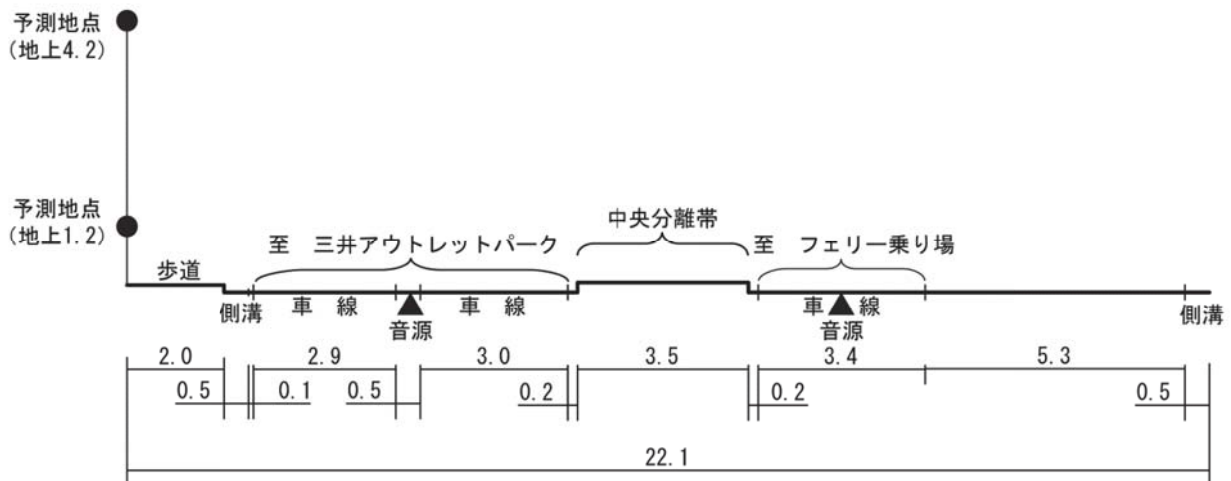 予測地点
(地上4.2)
予測地点
(地上1.2)
中央分離帯
至 三井アウトレットパーク
至 フェリー乗り場
歩道
側溝
車線
音源
車線
車線
音源
側溝
2.0
2.9
3.0
3.5
3.4
5.3
0.5
0.1
0.5
0.2
0.2
0.5
22.1